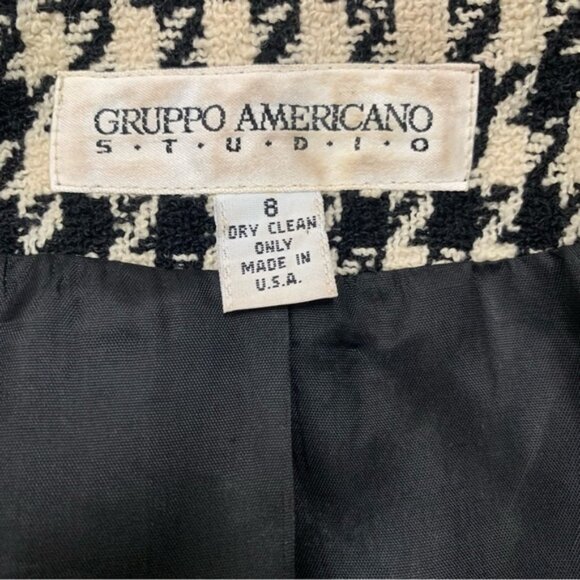 GRUPPO AMERICANO
S·T·U·D·I·O
8
DRY CLEAN
ONLY
MADE IN
U.S.A.